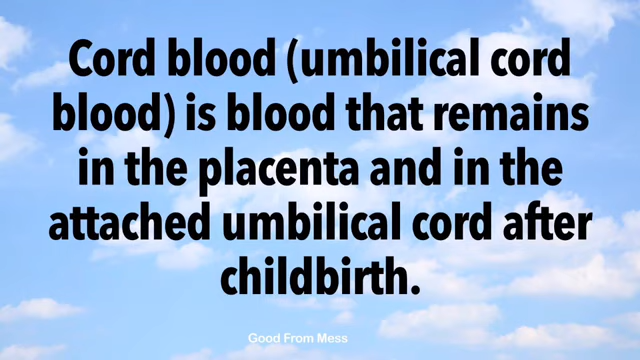 Cord blood (umbilical cord
blood) is blood that remains
in the placenta and in the
attached umbilical cord after
childbirth.
Good From Mess